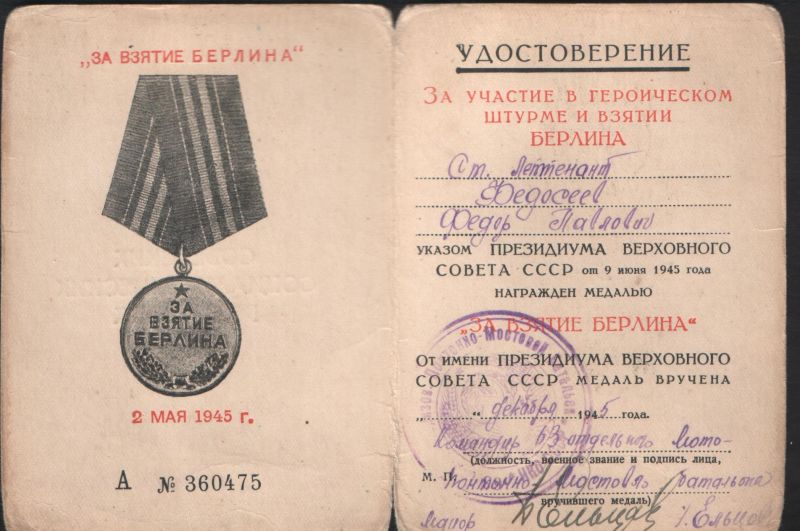 „ЗА ВЗЯТИЕ БЕРЛИНА“
ЗА
ВЗЯТИЕ
БЕРЛИНА
2 МАЯ 1945 г.
А № 360475
УДОСТОВЕРЕНИЕ
ЗА УЧАСТИЕ В ГЕРОИЧЕСКОМ
ШТУРМЕ И ВЗЯТИИ
БЕРЛИНА
Ст. лейтенант
Федосеев
Федор Павлович
УКАЗОМ ПРЕЗИДИУМА ВЕРХОВНОГО
СОВЕТА СССР от 9 июня 1945 года
НАГРАЖДЕН МЕДАЛЬЮ
„ЗА ВЗЯТИЕ БЕРЛИНА“
ОТ ИМЕНИ ПРЕЗИДИУМА ВЕРХОВНОГО
СОВЕТА СССР МЕДАЛЬ ВРУЧЕНА
„ “ декабря 1945 года.
Командир 63 отдельного мото-
(должность, военное звание и подпись лица,
М. П. понтонно-мостового батальона
вручившего медаль)
майор